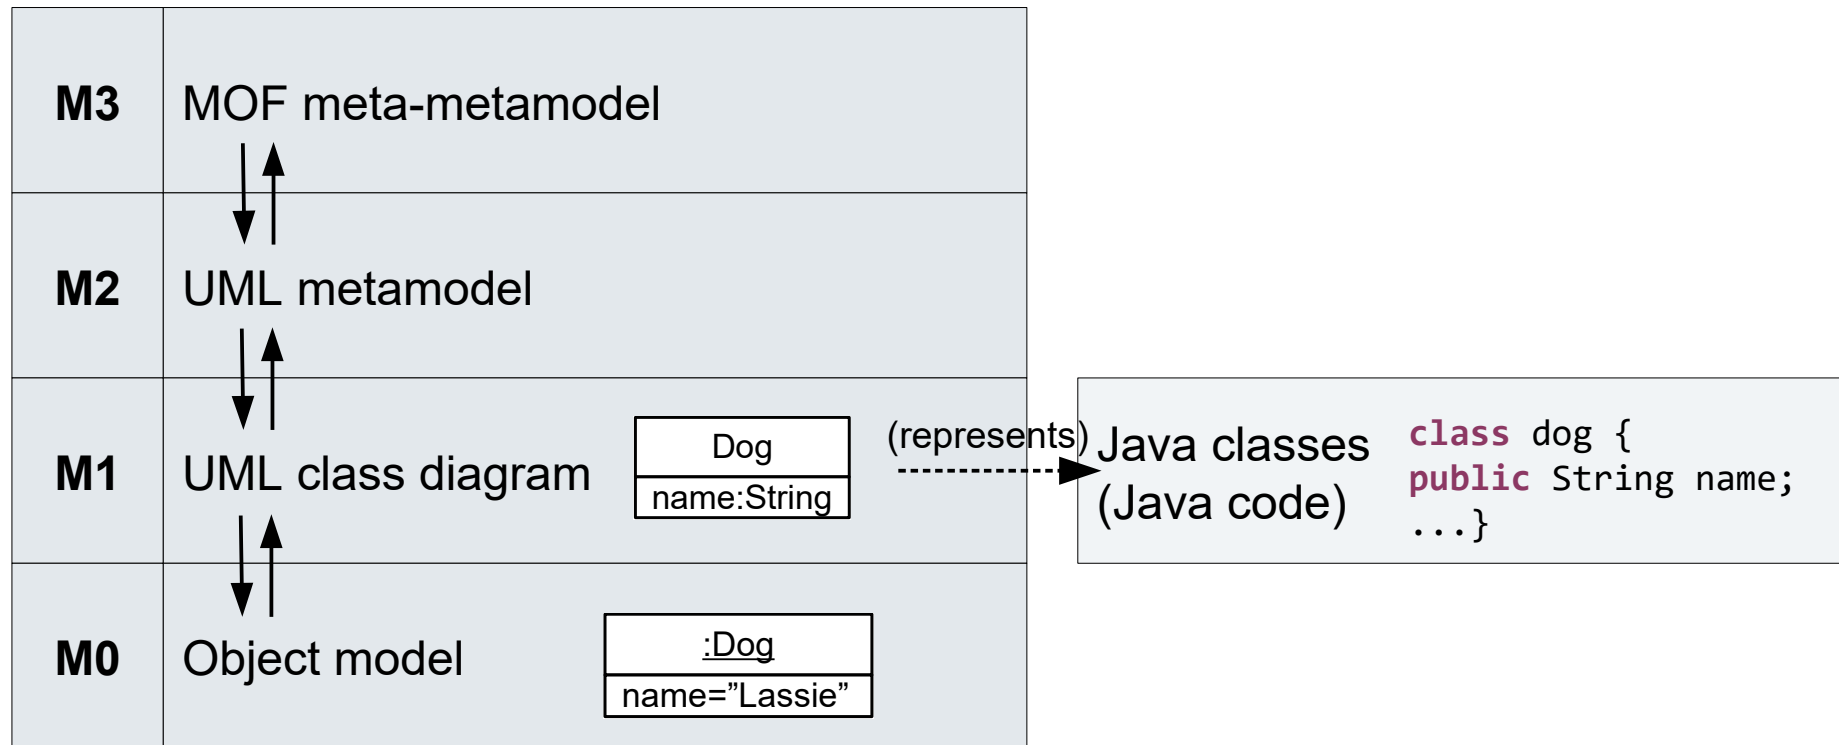 M3 MOF meta-metamodel
M2 UML metamodel
M1 UML class diagram
Dog
name:String
(represents)
Java classes
(Java code)
class dog {
public String name;
...}
M0 Object model
:Dog
name=”Lassie”